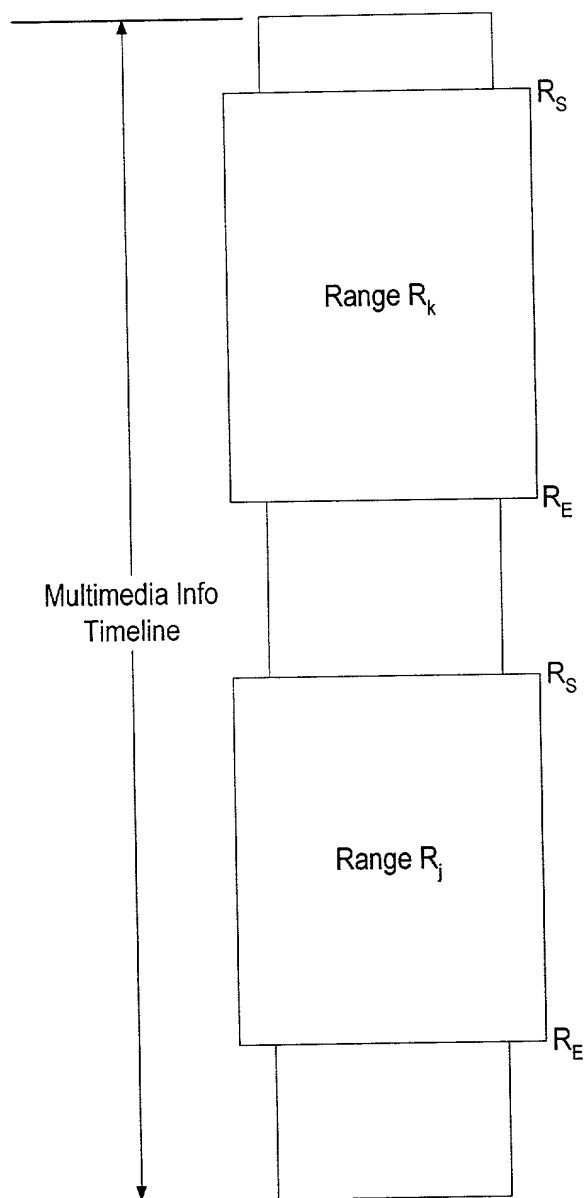 R_S
Range R_k
R_E
Multimedia Info
Timeline
R_S
Range R_j
R_E